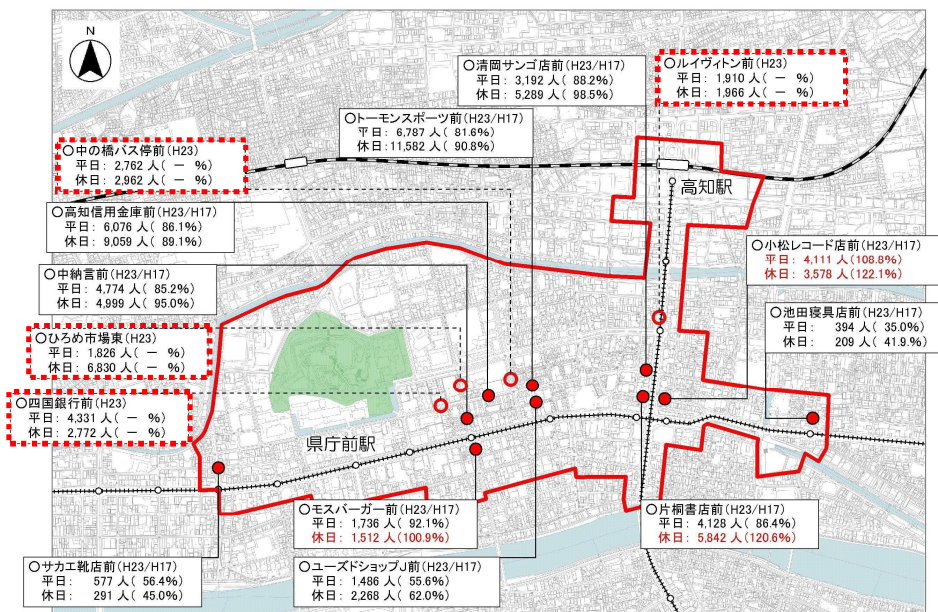 N
○清岡サンゴ店前(H23/H17)
平日: 3,192 人( 88.2%)
休日: 5,289 人( 98.5%)
○ルイヴィトン前(H23)
平日: 1,910 人( － %)
休日: 1,966 人( － %)
○トーモンスポーツ前(H23/H17)
平日: 6,787 人( 81.6%)
休日:11,582 人( 90.8%)
○中の橋バス停前(H23)
平日: 2,762 人( － %)
休日: 2,962 人( － %)
高知駅
○高知信用金庫前(H23/H17)
平日: 6,076 人( 86.1%)
休日: 9,059 人( 89.1%)
○小松レコード店前(H23/H17)
平日: 4,111 人(108.8%)
休日: 3,578 人(122.1%)
○中納言前(H23/H17)
平日: 4,774 人( 85.2%)
休日: 4,999 人( 95.0%)
○池田寝具店前(H23/H17)
平日: 394 人( 35.0%)
休日: 209 人( 41.9%)
○ひろめ市場東(H23)
平日: 1,826 人( － %)
休日: 6,830 人( － %)
○四国銀行前(H23)
平日: 4,331 人( － %)
休日: 2,772 人( － %)
県庁前駅
○モスバーガー前(H23/H17)
平日: 1,736 人( 92.1%)
休日: 1,512 人(100.9%)
○片桐書店前(H23/H17)
平日: 4,128 人( 86.4%)
休日: 5,842 人(120.6%)
○サカエ靴店前(H23/H17)
平日: 577 人( 56.4%)
休日: 291 人( 45.0%)
○ユーズドショップJ前(H23/H17)
平日: 1,486 人( 55.6%)
休日: 2,268 人( 62.0%)